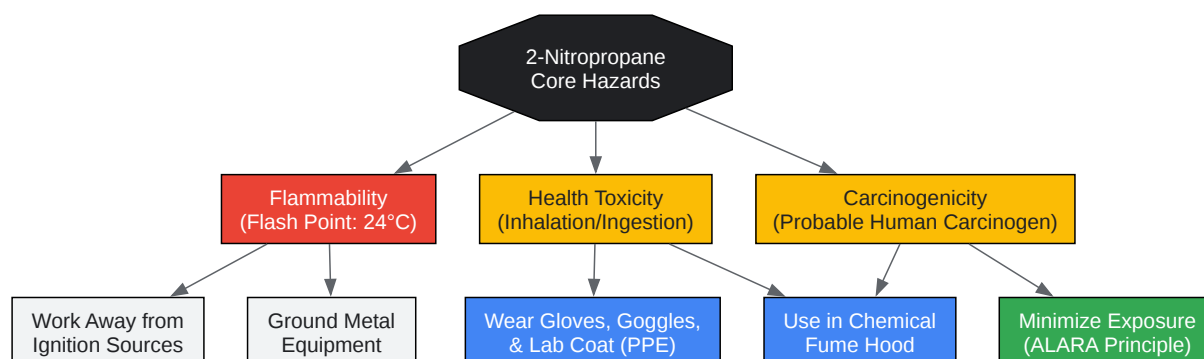 2-Nitropropane
Core Hazards
Flammability
(Flash Point: 24°C)
Health Toxicity
(Inhalation/Ingestion)
Carcinogenicity
(Probable Human Carcinogen)
Work Away from
Ignition Sources
Ground Metal
Equipment
Wear Gloves, Goggles,
& Lab Coat (PPE)
Use in Chemical
Fume Hood
Minimize Exposure
(ALARA Principle)